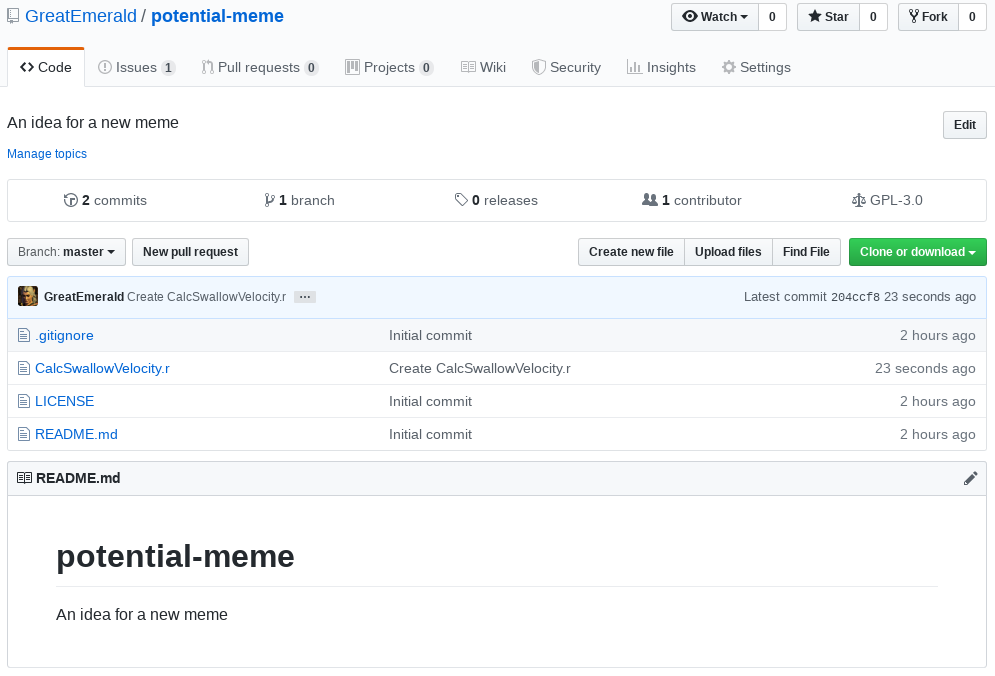 GreatEmerald / potential-meme Watch 0 Star 0 Fork 0
Code Issues 1 Pull requests 0 Projects 0 Wiki Security Insights Settings
An idea for a new meme Edit
Manage topics
2 commits 1 branch 0 releases 1 contributor GPL-3.0
Branch: master New pull request Create new file Upload files Find File Clone or download
GreatEmerald Create CalcSwallowVelocity.r ... Latest commit 204ccf8 23 seconds ago
.gitignore Initial commit 2 hours ago
CalcSwallowVelocity.r Create CalcSwallowVelocity.r 23 seconds ago
LICENSE Initial commit 2 hours ago
README.md Initial commit 2 hours ago
README.md
potential-meme
An idea for a new meme